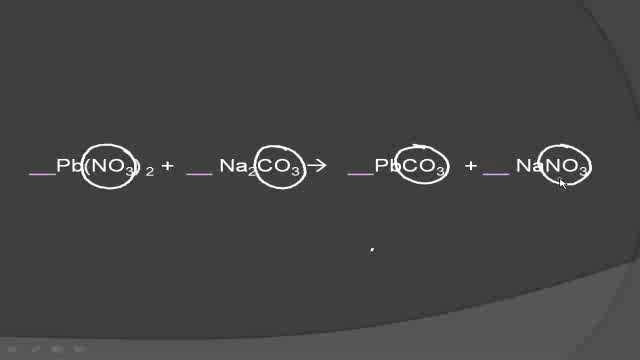 __Pb(NO₃)₂ + __ Na₂CO₃→ __PbCO₃ + __ NaNO₃